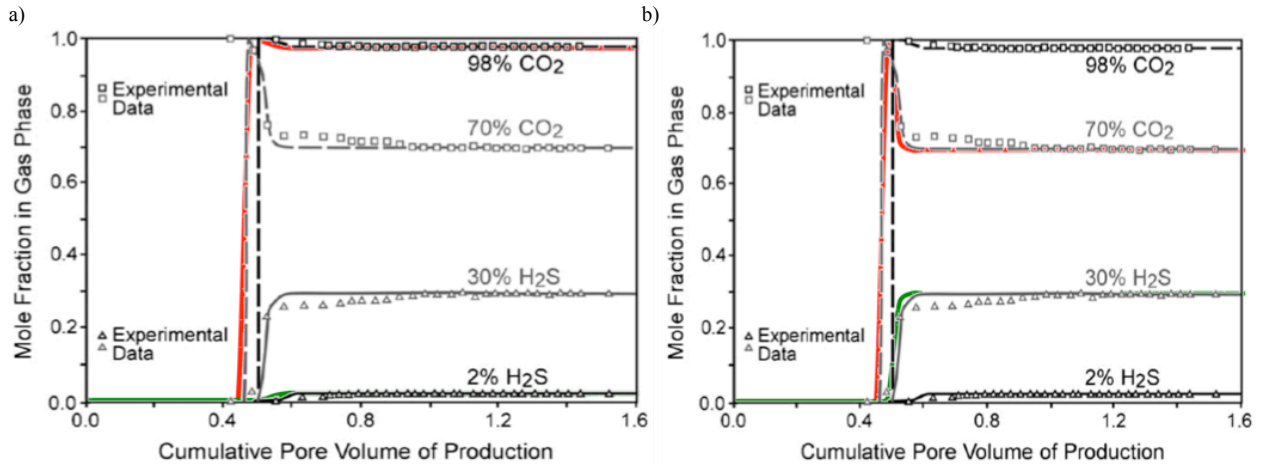 a)
Mole Fraction in Gas Phase
1.0
0.8
0.6
0.4
0.2
0.0
Experimental
Data
98% CO2
70% CO2
30% H2S
Experimental
Data
2% H2S
0.0
0.4
0.8
1.2
1.6
Cumulative Pore Volume of Production
b)
Mole Fraction in Gas Phase
1.0
0.8
0.6
0.4
0.2
0.0
Experimental
Data
98% CO2
70% CO2
30% H2S
Experimental
Data
2% H2S
0.0
0.4
0.8
1.2
1.6
Cumulative Pore Volume of Production